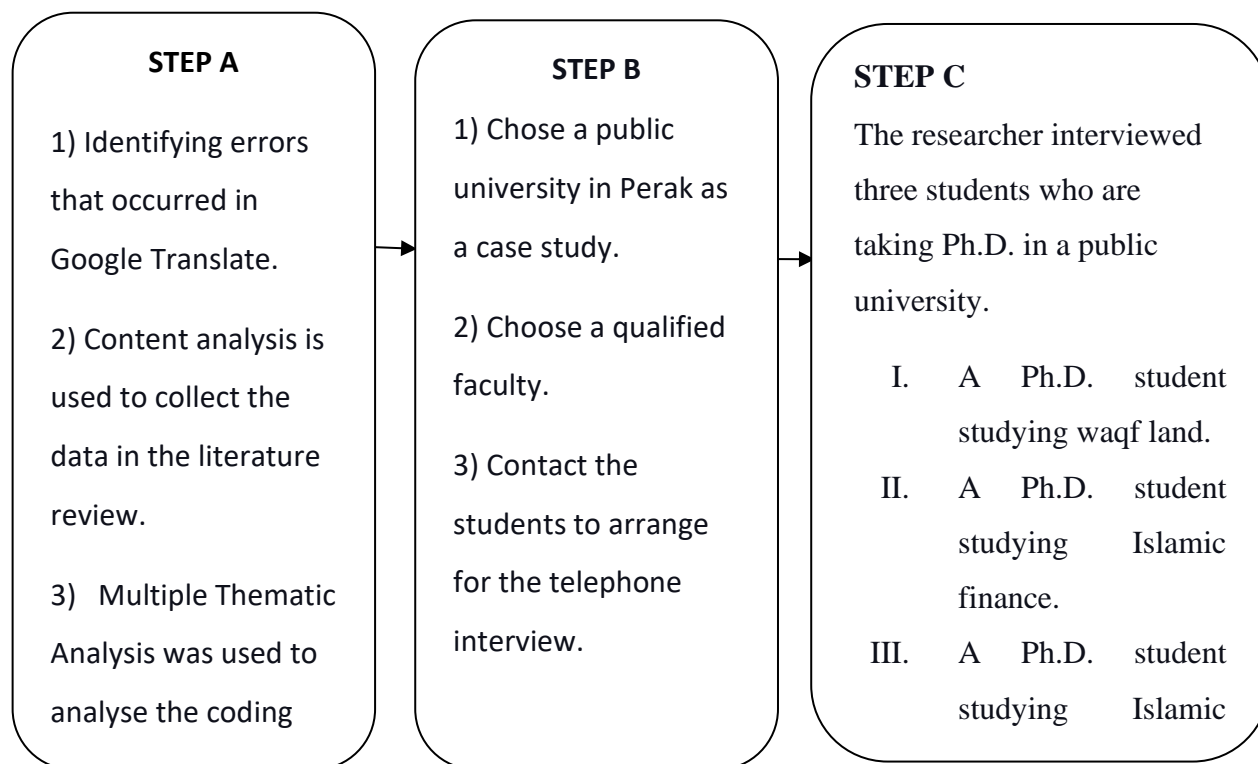 STEP A
1) Identifying errors
that occurred in
Google Translate.
2) Content analysis is
used to collect the
data in the literature
review.
3) Multiple Thematic
Analysis was used to
analyse the coding
STEP B
1) Chose a public
university in Perak as
a case study.
2) Choose a qualified
faculty.
3) Contact the
students to arrange
for the telephone
interview.
STEP C
The researcher interviewed
three students who are
taking Ph.D. in a public
university.
I. A Ph.D. student
studying waqf land.
II. A Ph.D. student
studying Islamic
finance.
III. A Ph.D. student
studying Islamic